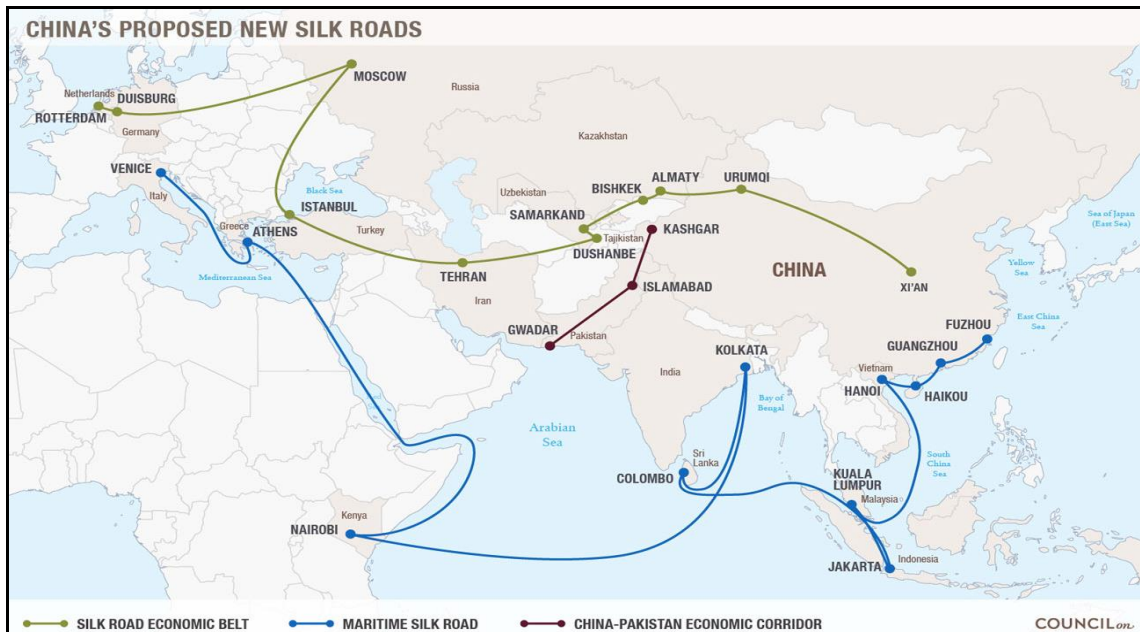 CHINA'S PROPOSED NEW SILK ROADS
MOSCOW
Netherlands
DUISBURG
Russia
ROTTERDAM
Germany
Kazakhstan
VENICE
ALMATY
URUMQI
Italy
Black Sea
Uzbekistan
BISHKEK
ISTANBUL
SAMARKAND
Sea of Japan
(East Sea)
Greece
ATHENS
Turkey
Tajikistan
KASHGAR
DUSHANBE
Mediterranean Sea
TEHRAN
CHINA
Yellow
Sea
ISLAMABAD
XI'AN
Iran
GWADAR
Pakistan
East China
Sea
FUZHOU
GUANGZHOU
KOLKATA
India
Vietnam
HANOI
HAIKOU
Bay of
Bengal
Arabian
Sea
Sri
Lanka
COLOMBO
South
China
Sea
KUALA
LUMPUR
Malaysia
Kenya
NAIROBI
Indonesia
JAKARTA
SILK ROAD ECONOMIC BELT
MARITIME SILK ROAD
CHINA-PAKISTAN ECONOMIC CORRIDOR
COUNCIL on